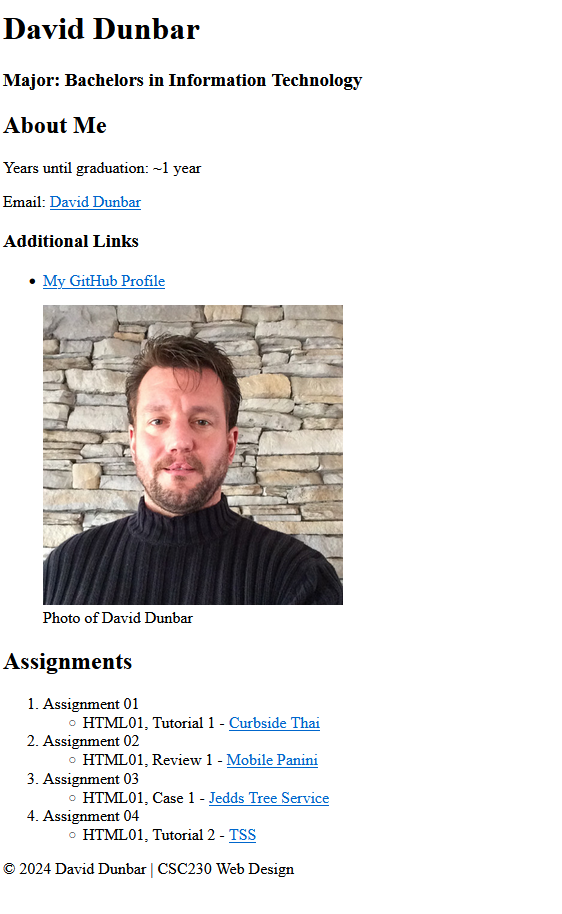 David Dunbar
Major: Bachelors in Information Technology
About Me
Years until graduation: ~1 year
Email: David Dunbar
Additional Links
• My GitHub Profile
Photo of David Dunbar
Assignments
1. Assignment 01
○ HTML01, Tutorial 1 - Curbside Thai
2. Assignment 02
○ HTML01, Review 1 - Mobile Panini
3. Assignment 03
○ HTML01, Case 1 - Jedds Tree Service
4. Assignment 04
○ HTML01, Tutorial 2 - TSS
© 2024 David Dunbar | CSC230 Web Design